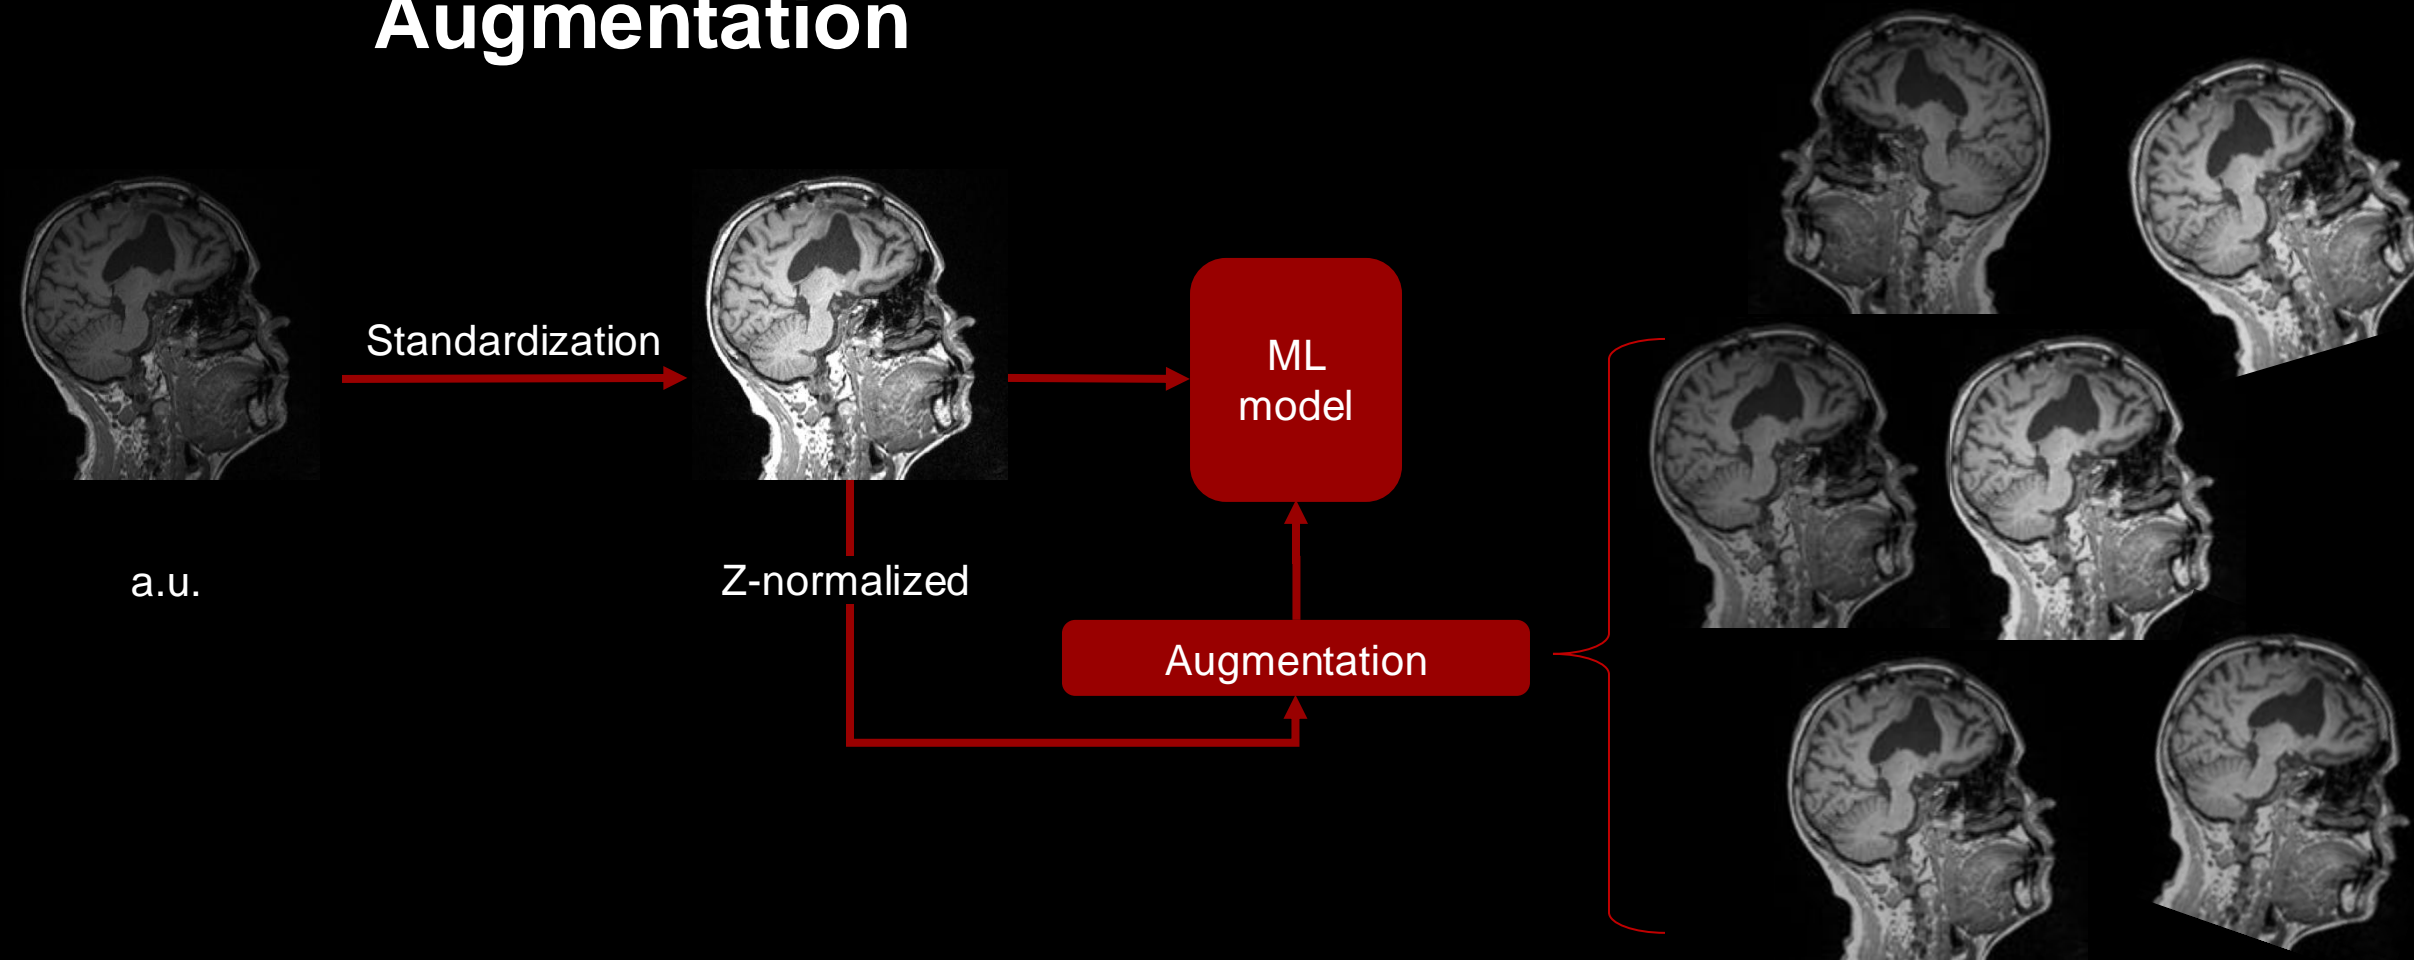 Augmentation
Standardization
ML
model
a.u.
Z-normalized
Augmentation